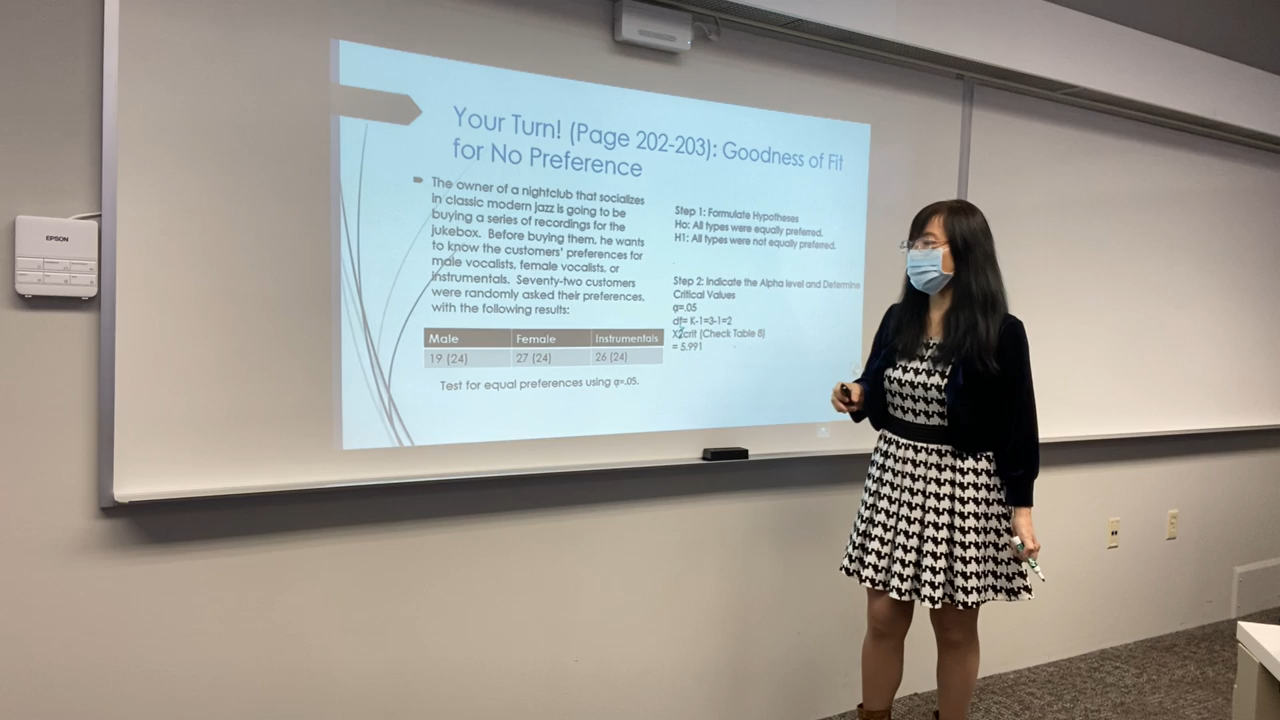 EPSON
Your Turn! (Page 202-203): Goodness of Fit
for No Preference
The owner of a nightclub that socializes
in classic modern jazz is going to be
buying a series of recordings for the
jukebox. Before buying them, he wants
to know the customers' preferences for
male vocalists, female vocalists, or
instrumentals. Seventy-two customers
were randomly asked their preferences,
with the following results:
Male Female Instrumentals
19 (24) 27 (24) 26 (24)
Test for equal preferences using α=.05.
Step 1: Formulate Hypotheses
Ho: All types were equally preferred.
H1: All types were not equally preferred.
Step 2: Indicate the Alpha level and Determine
Critical Values
α=.05
df= K-1=3-1=2
X2crit (Check Table 8)
= 5.991